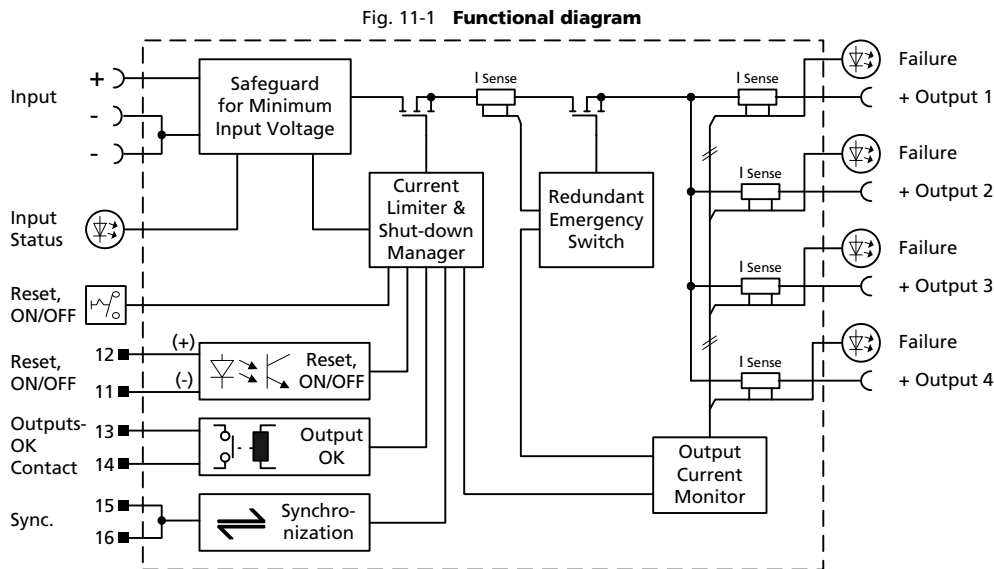 Fig. 11-1 Functional diagram
Input
+
-
-
Safeguard
for Minimum
Input Voltage
I Sense
I Sense
Failure
+ Output 1
Failure
I Sense
+ Output 2
Input
Status
Current
Limiter &
Shut-down
Manager
Redundant
Emergency
Switch
Failure
I Sense
+ Output 3
Reset,
ON/OFF
Failure
I Sense
+ Output 4
Reset,
ON/OFF
12
(+)
11
(-)
Reset,
ON/OFF
Outputs-
OK
Contact
13
14
Output
OK
Output
Current
Monitor
Sync.
15
16
Synchro-
nization